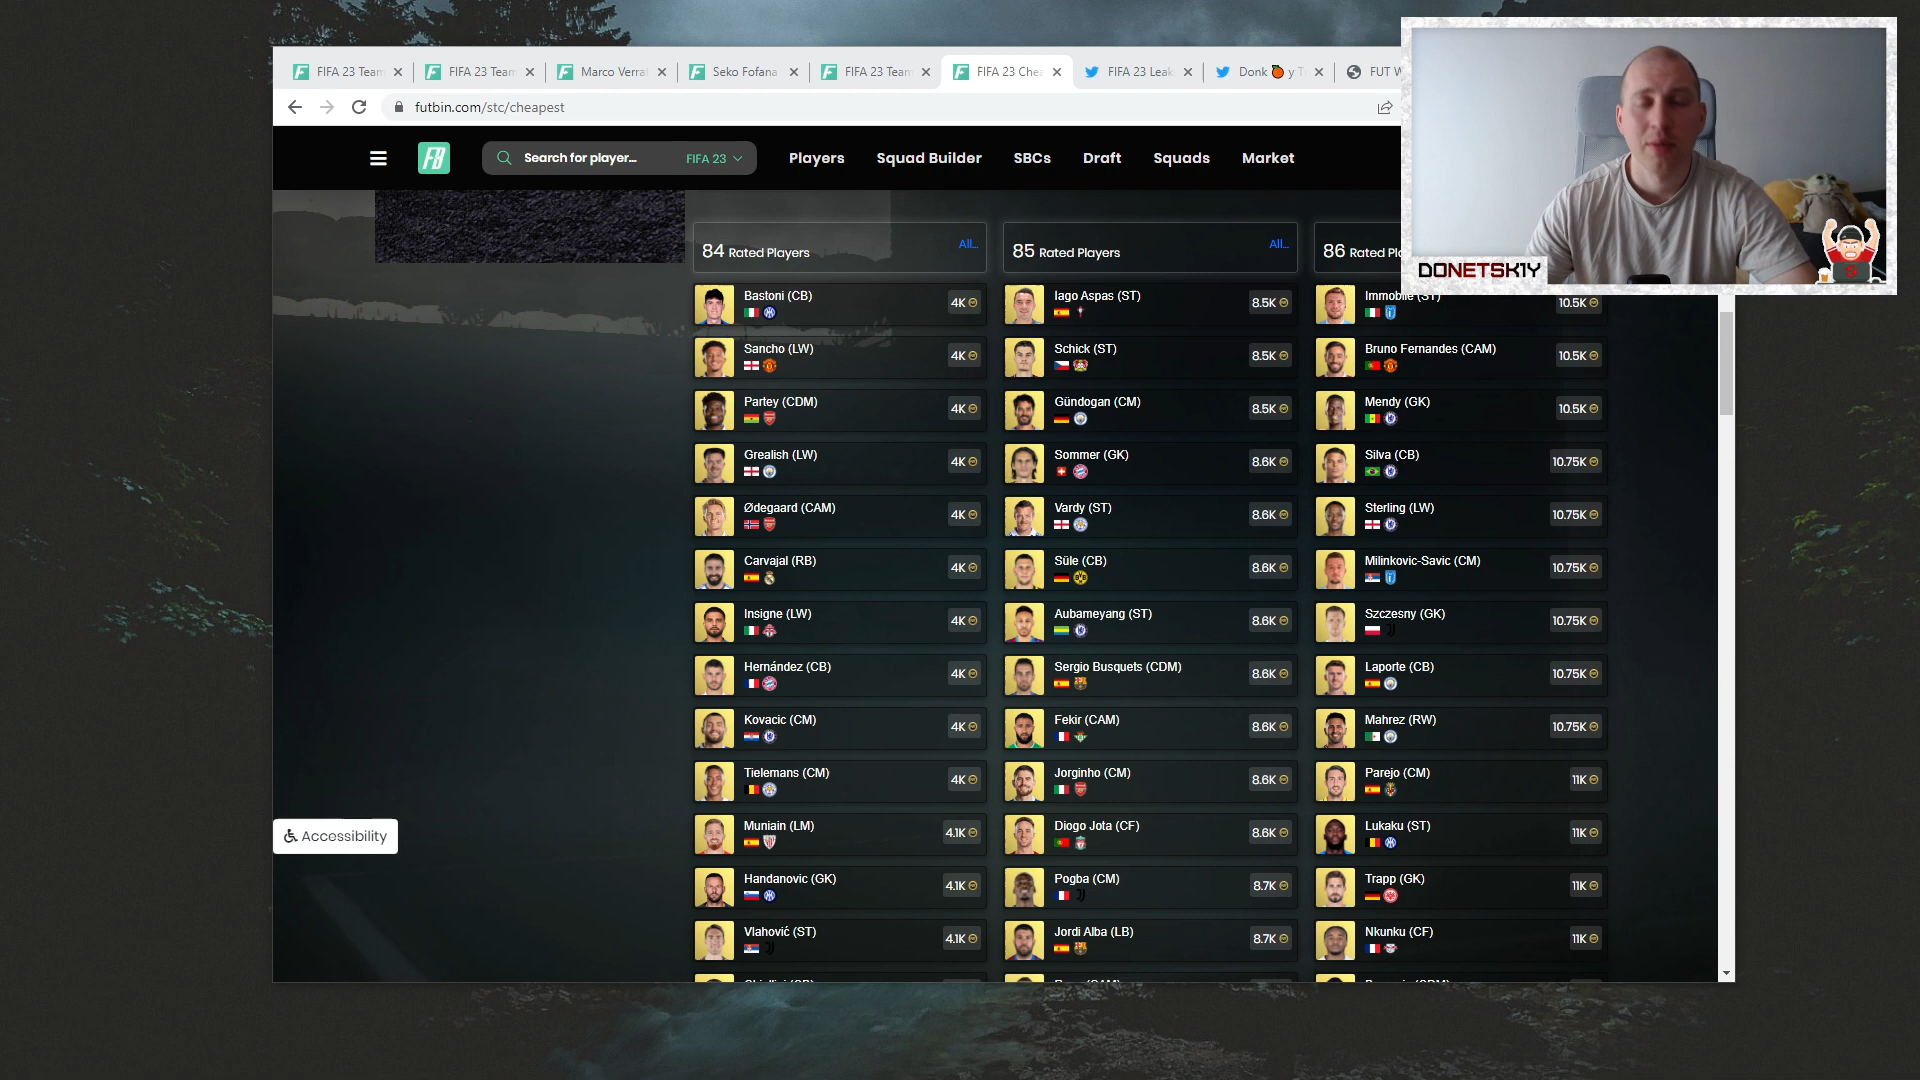 FIFA 23 Team
FIFA 23 Team
Marco Verra
Seko Fofana
FIFA 23 Team
FIFA 23 Chea
FIFA 23 Leak
Donk 🍊 y T
FUT W
futbin.com/stc/cheapest
FB
Search for player...
FIFA 23
Players
Squad Builder
SBCs
Draft
Squads
Market
DONETSK1Y
84 Rated Players
All...
Bastoni (CB)
4K
Sancho (LW)
4K
Partey (CDM)
4K
Grealish (LW)
4K
Ødegaard (CAM)
4K
Carvajal (RB)
4K
Insigne (LW)
4K
Hernández (CB)
4K
Kovacic (CM)
4K
Tielemans (CM)
4K
Muniain (LM)
4.1K
Handanovic (GK)
4.1K
Vlahović (ST)
4.1K
85 Rated Players
All...
Iago Aspas (ST)
8.5K
Schick (ST)
8.5K
Gündogan (CM)
8.5K
Sommer (GK)
8.6K
Vardy (ST)
8.6K
Süle (CB)
8.6K
Aubameyang (ST)
8.6K
Sergio Busquets (CDM)
8.6K
Fekir (CAM)
8.6K
Jorginho (CM)
8.6K
Diogo Jota (CF)
8.6K
Pogba (CM)
8.7K
Jordi Alba (LB)
8.7K
86 Rated Pl
Immobile (ST)
10.5K
Bruno Fernandes (CAM)
10.5K
Mendy (GK)
10.5K
Silva (CB)
10.75K
Sterling (LW)
10.75K
Milinkovic-Savic (CM)
10.75K
Szczesny (GK)
10.75K
Laporte (CB)
10.75K
Mahrez (RW)
10.75K
Parejo (CM)
11K
Lukaku (ST)
11K
Trapp (GK)
11K
Nkunku (CF)
11K
Accessibility